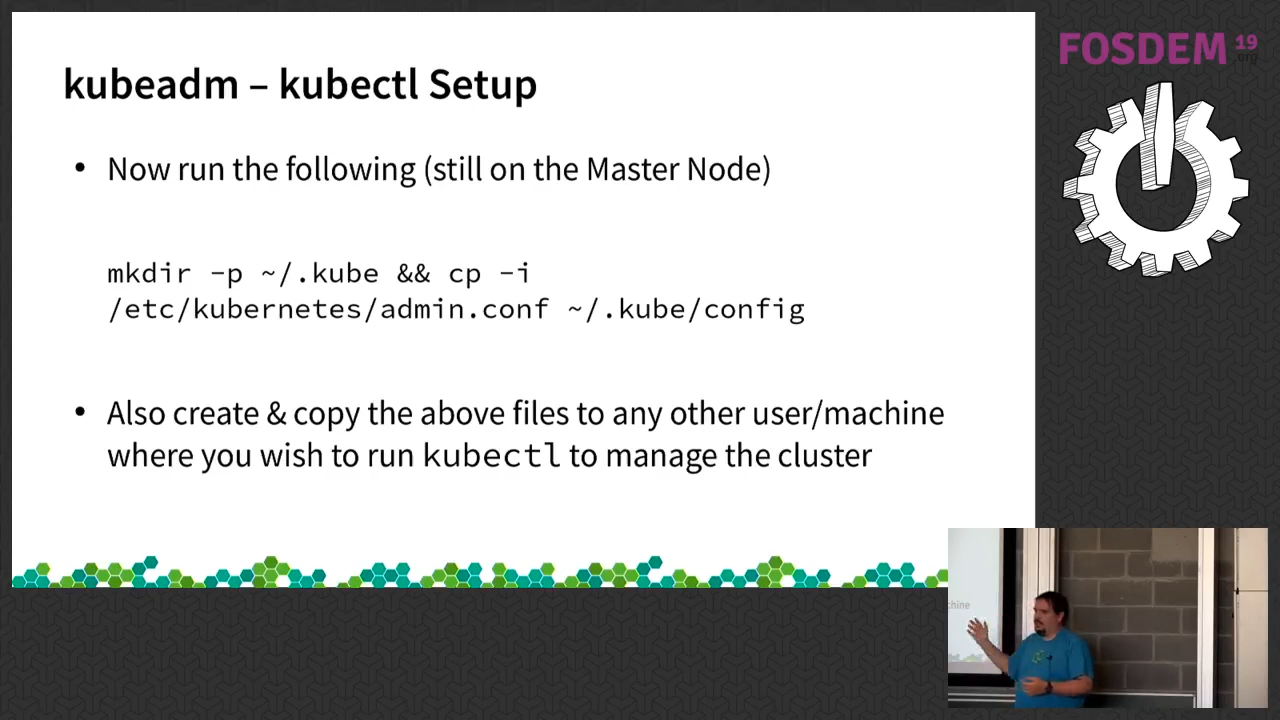 kubeadm – kubectl Setup
• Now run the following (still on the Master Node)
mkdir -p ~/.kube && cp -i
/etc/kubernetes/admin.conf ~/.kube/config
• Also create & copy the above files to any other user/machine
where you wish to run kubectl to manage the cluster
FOSDEM 19
.org
chine